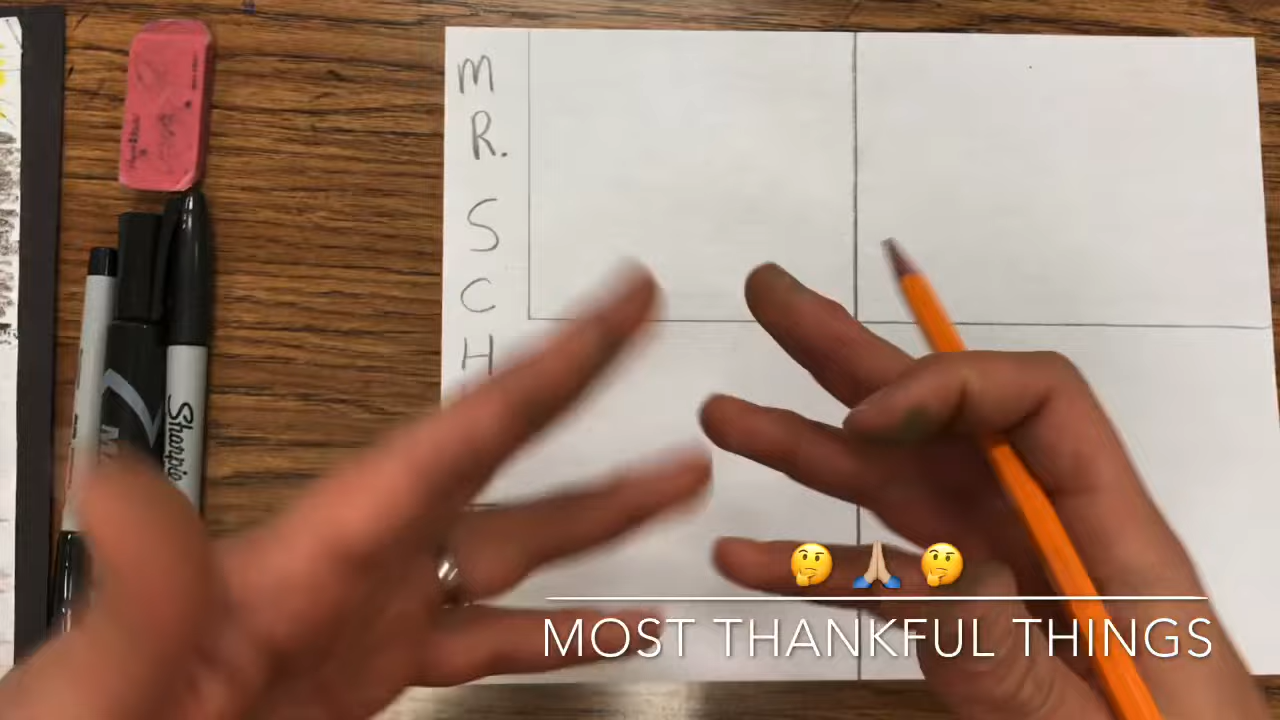 M
R.
S
C
H
Sharpie
🤔 🙏🏼 🤔
MOST THANKFUL THINGS